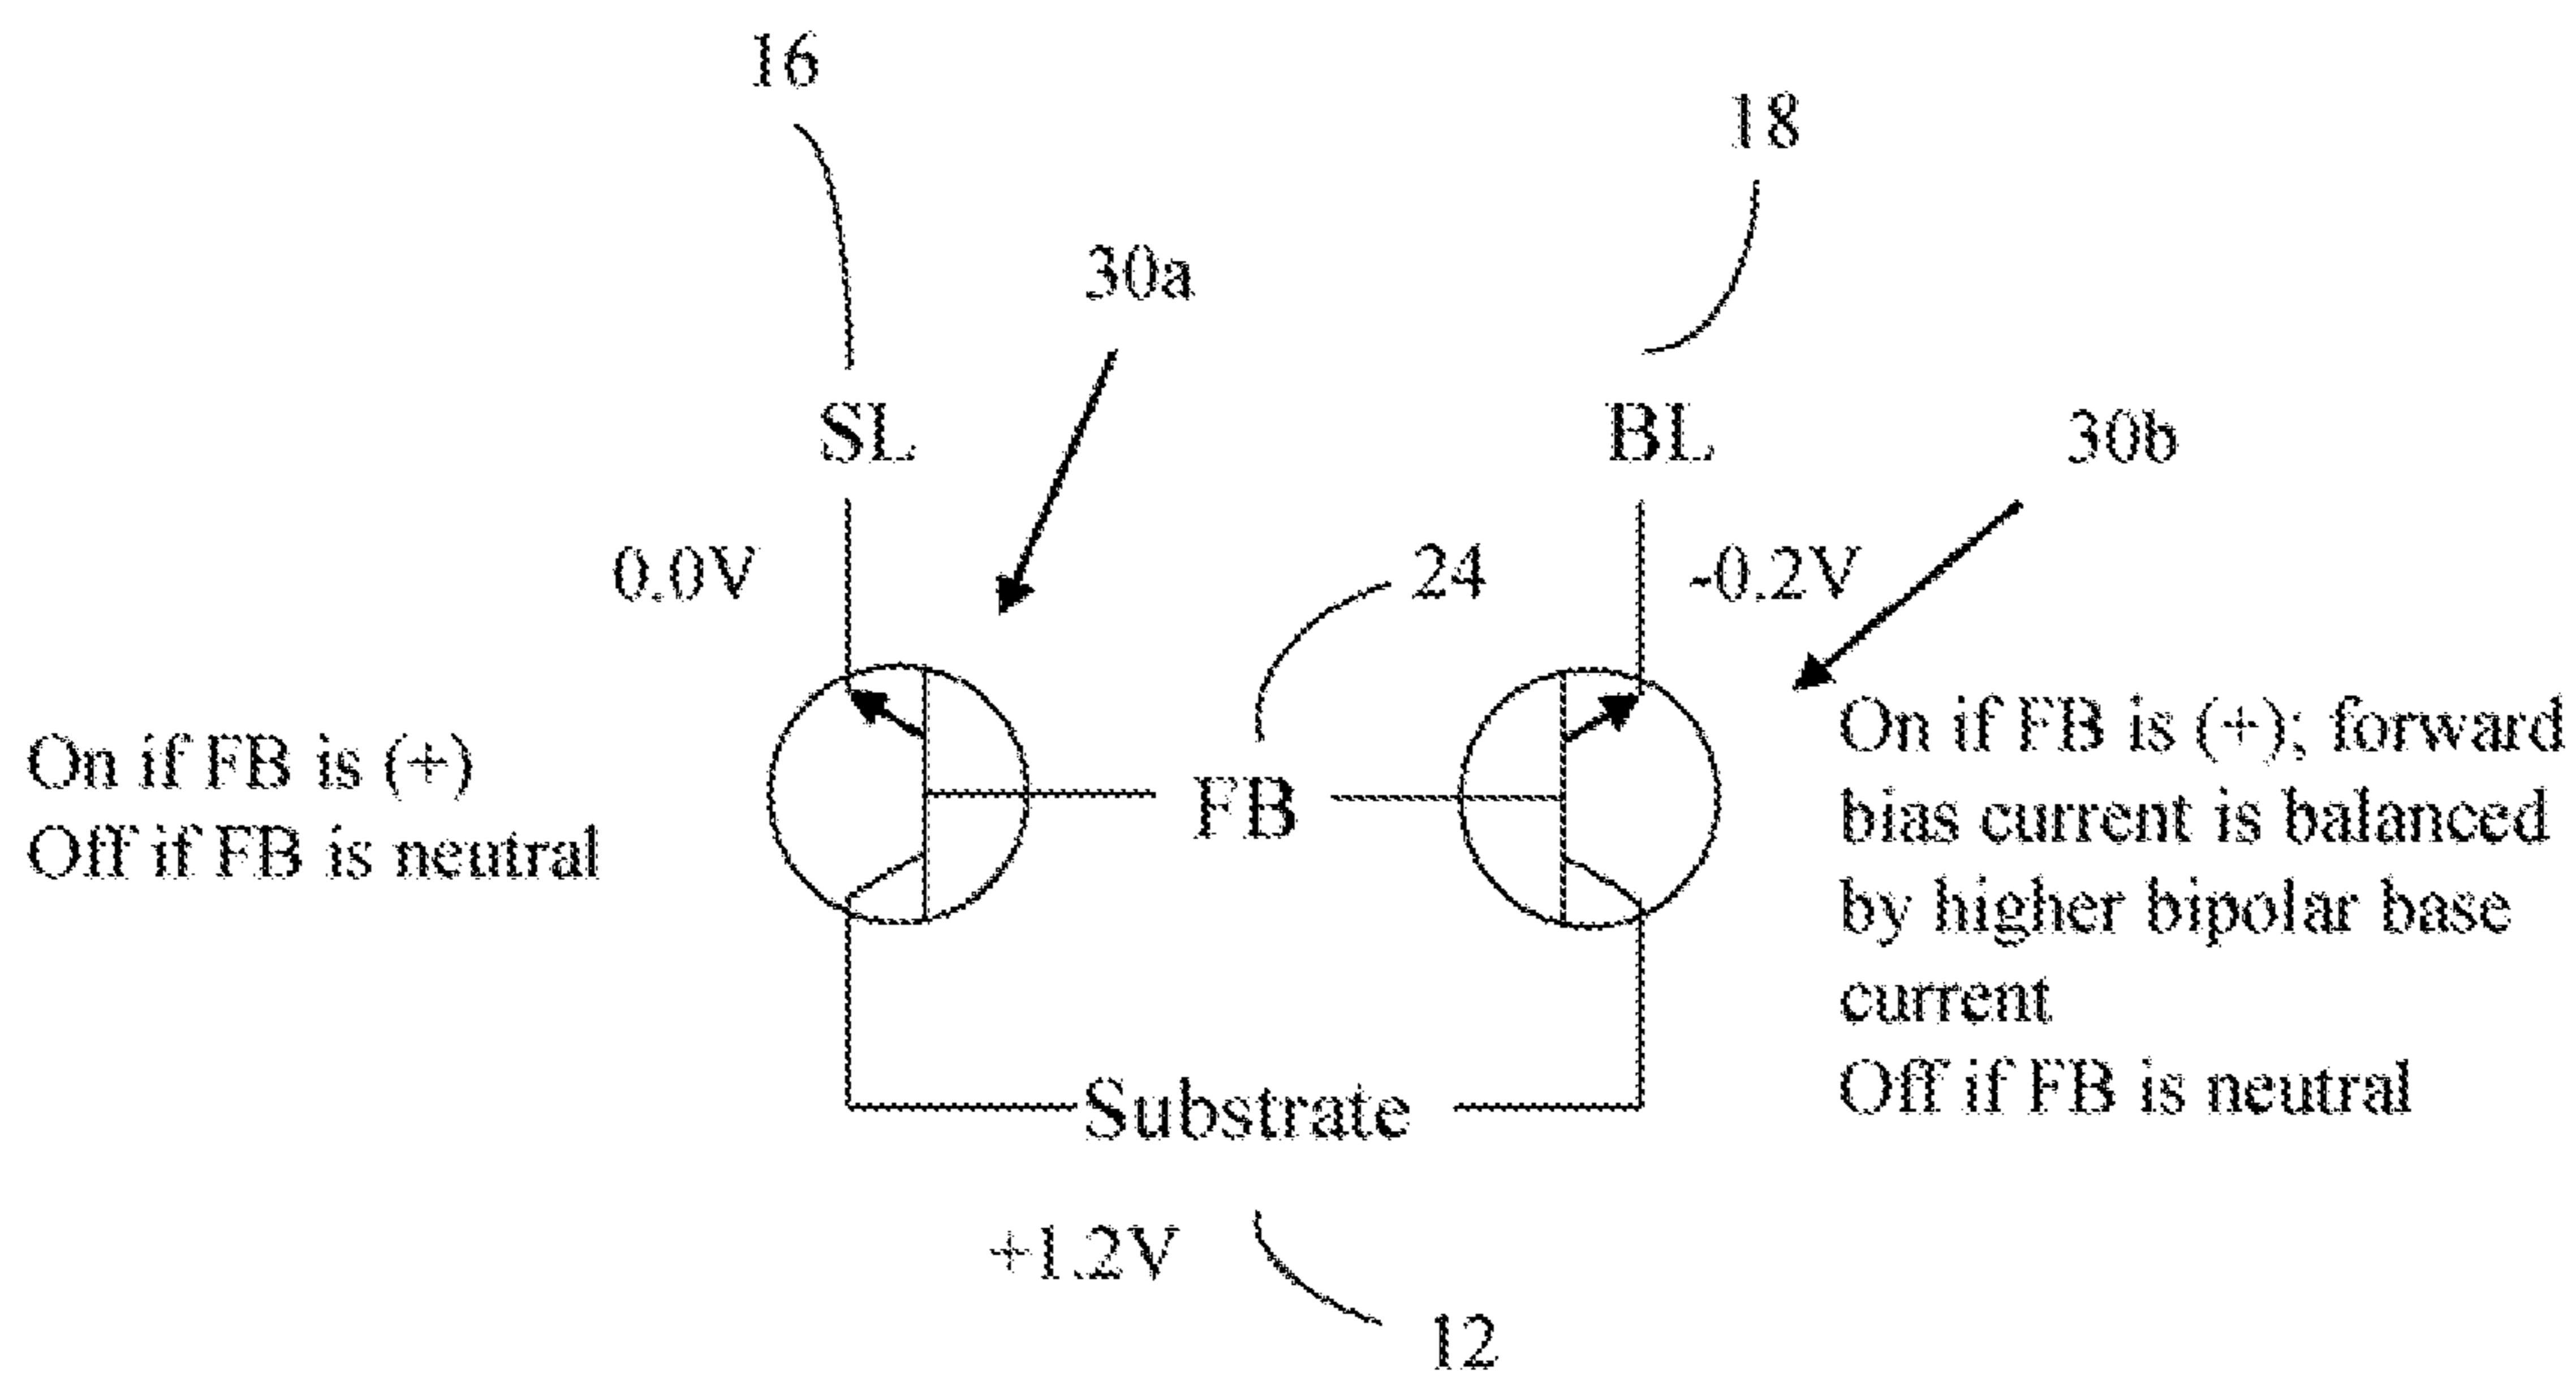 16
18
30a
SL
BL
30b
0.0V
24
-0.2V
On if FB is (+)
Off if FB is neutral
FB
On if FB is (+); forward
bias current is balanced
by higher bipolar base
current
Off if FB is neutral
Substrate
+1.2V
12